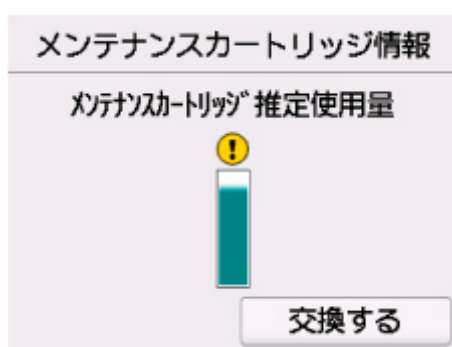 メンテナンスカートリッジ情報
ﾒﾝﾃﾅﾝｽｶｰﾄﾘｯｼﾞ推定使用量
!
交換する